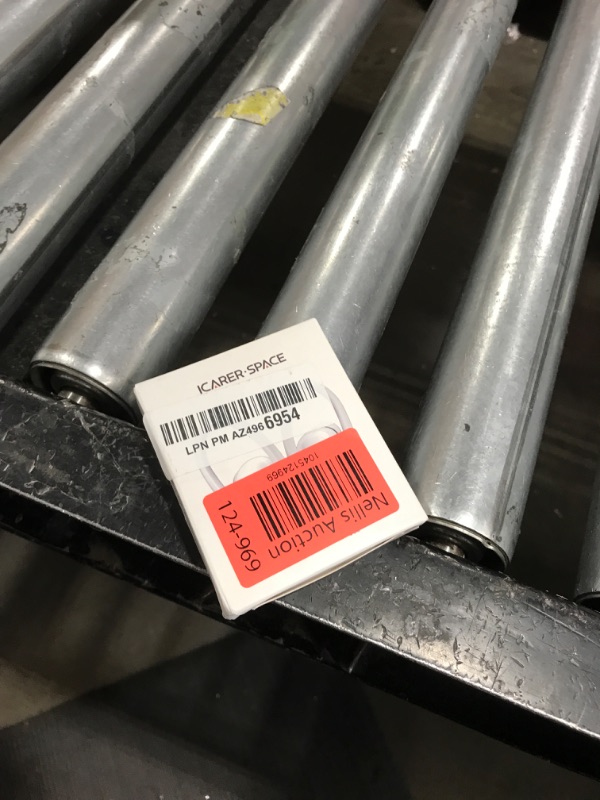 ICARER·SPACE
LPN PM AZ4966954
1045124969
Nellis Auction
124-969